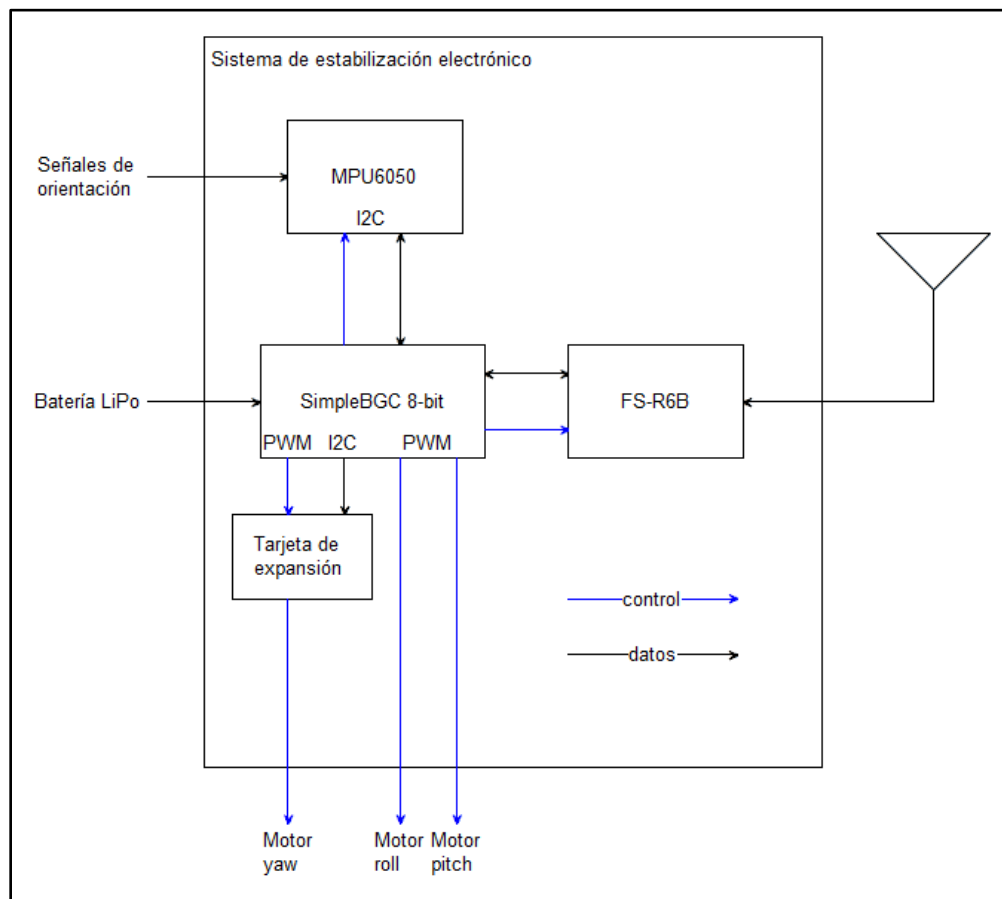 Sistema de estabilización electrónico
Señales de
orientación
MPU6050
I2C
Batería LiPo
SimpleBGC 8-bit
PWM I2C PWM
FS-R6B
Tarjeta de
expansión
control
datos
Motor
yaw
Motor
roll
Motor
pitch